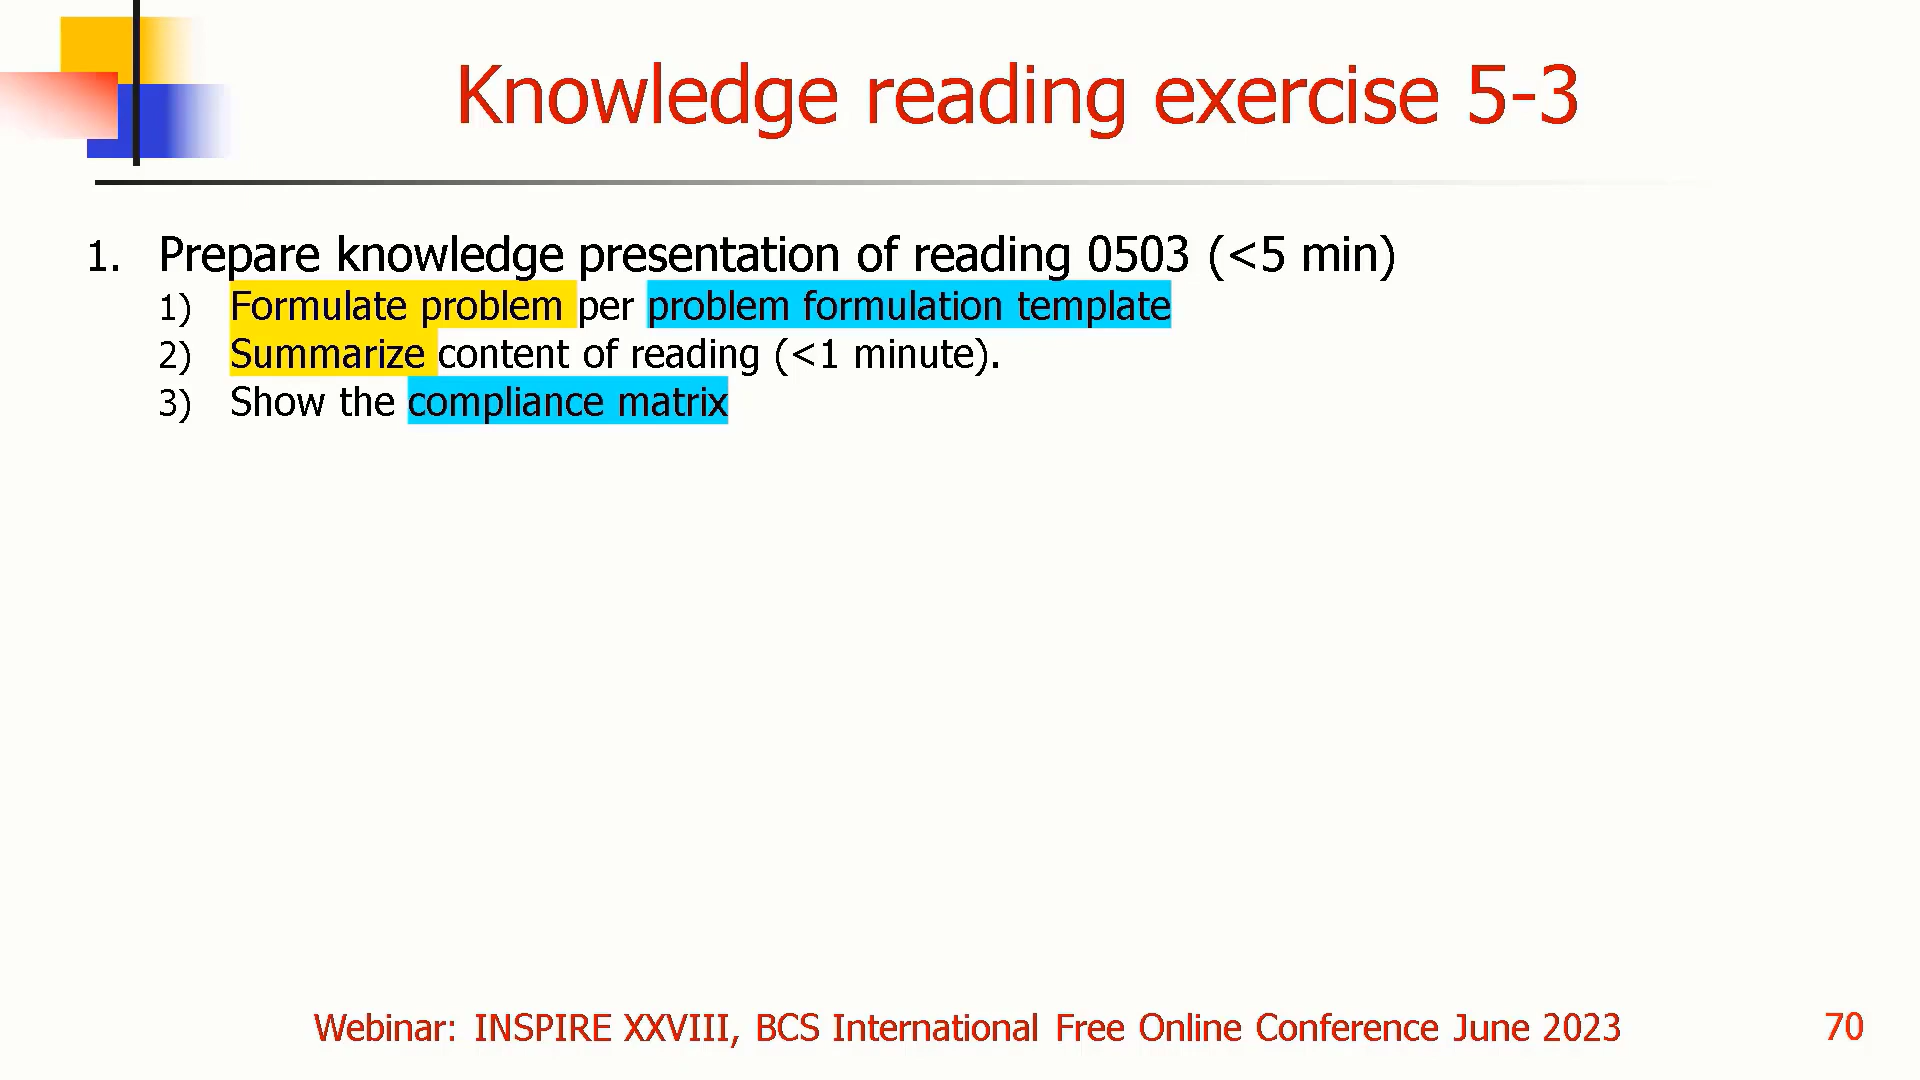 Knowledge reading exercise 5-3
1. Prepare knowledge presentation of reading 0503 (<5 min)
1) Formulate problem per problem formulation template
2) Summarize content of reading (<1 minute).
3) Show the compliance matrix
Webinar: INSPIRE XXVIII, BCS International Free Online Conference June 2023 70